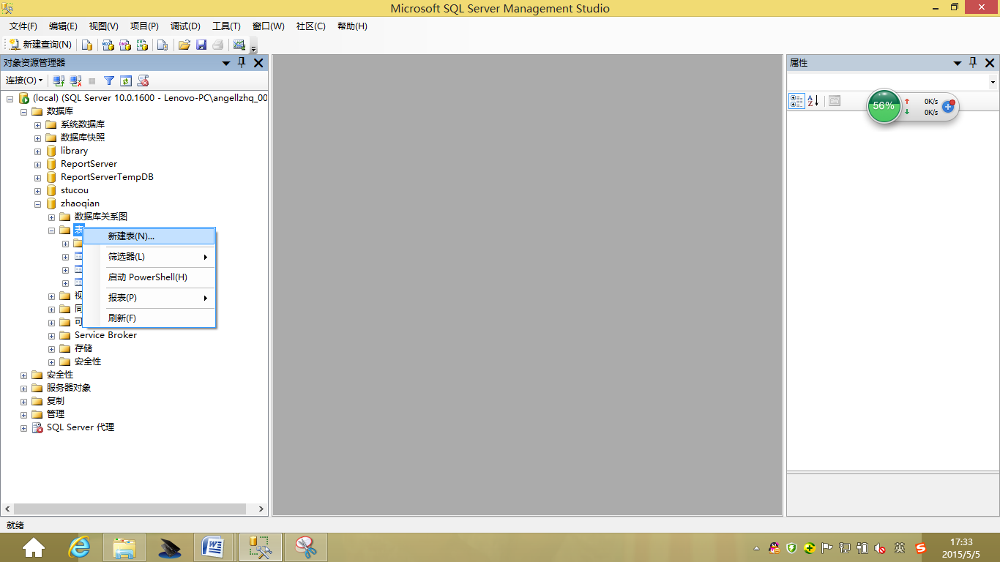 Microsoft SQL Server Management Studio
文件(F) 编辑(E) 视图(V) 项目(P) 调试(D) 工具(T) 窗口(W) 社区(C) 帮助(H)
新建查询(N)
对象资源管理器
属性
连接(O)
(local) (SQL Server 10.0.1600 - Lenovo-PC\angellzhq_00
数据库
系统数据库
数据库快照
library
ReportServer
ReportServerTempDB
stucou
zhaoqian
数据库关系图
表
新建表(N)...
筛选器(L)
启动 PowerShell(H)
报表(P)
刷新(F)
视
同
可
Service Broker
存储
安全性
安全性
服务器对象
复制
管理
SQL Server 代理
56%
0K/s
0K/s
就绪
英
17:33
2015/5/5